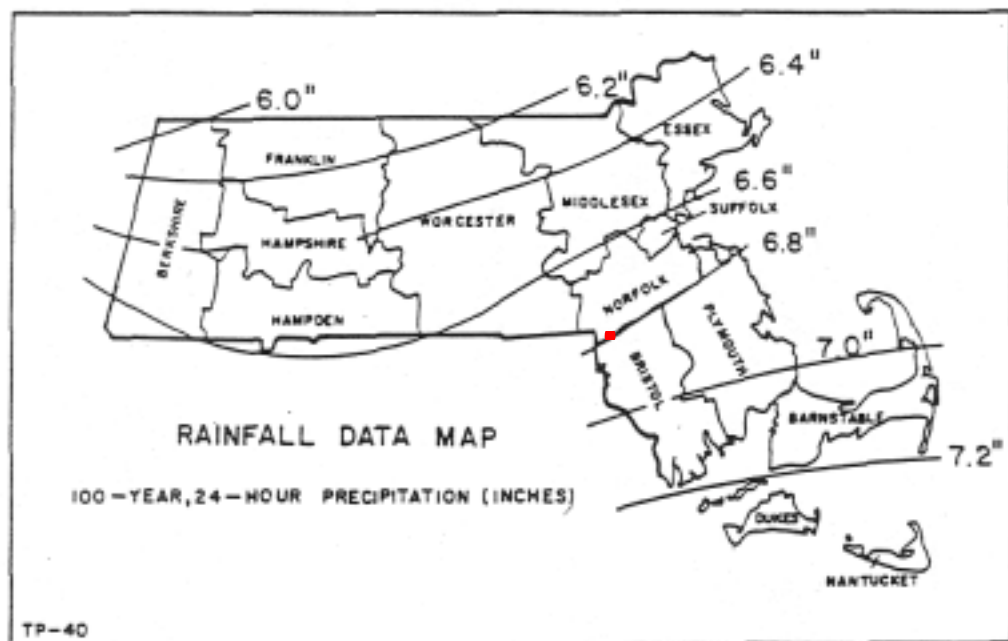 6.0"
6.2"
6.4"
ESSEX
FRANKLIN
6.6"
MIDDLESEX
SUFFOLK
WORCESTER
BERKSHIRE
HAMPSHIRE
6.8"
NORFOLK
HAMPDEN
PLYMOUTH
BRISTOL
7.0"
BARNSTABLE
RAINFALL DATA MAP
7.2"
100-YEAR, 24-HOUR PRECIPITATION (INCHES)
DUKES
NANTUCKET
TP-40